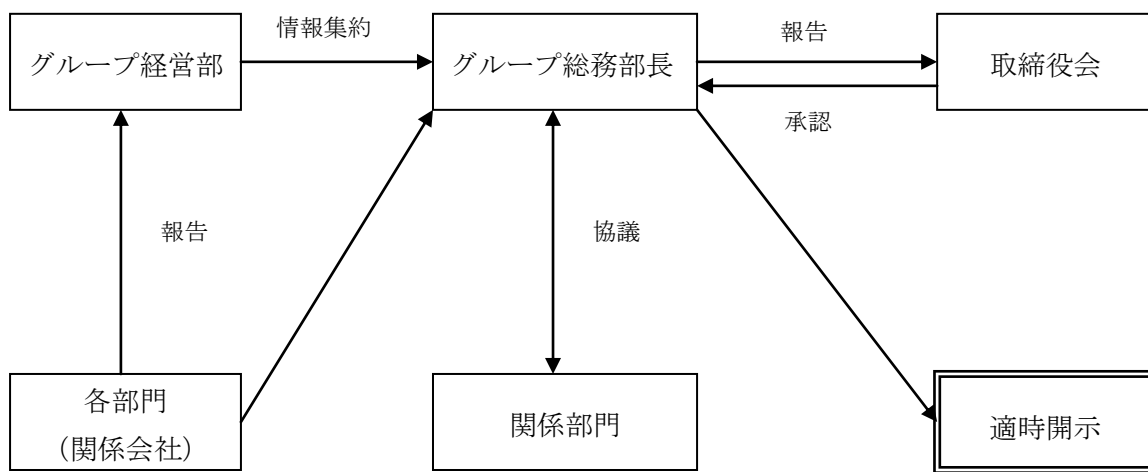 情報集約
報告
グループ経営部
グループ総務部長
取締役会
承認
報告
協議
各部門
（関係会社）
関係部門
適時開示